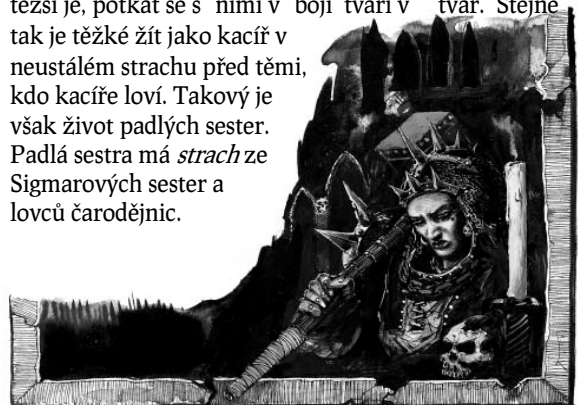 těžší je, potkat se s nimi v boji tváří v tvář. Stejně
tak je těžké žít jako kacíř v
neustálém strachu před těmi,
kdo kacíře loví. Takový je
však život padlých sester.
Padlá sestra má strach ze
Sigmarových sester a
lovců čarodějnic.